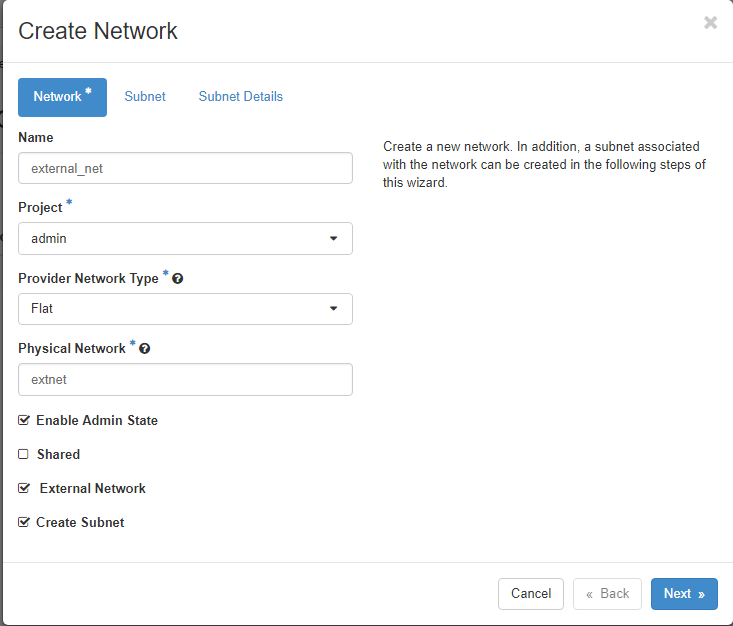 Create Network
Network *
Subnet
Subnet Details
Name
external_net
Create a new network. In addition, a subnet associated
with the network can be created in the following steps of
this wizard.
Project *
admin
Provider Network Type *
Flat
Physical Network *
extnet
Enable Admin State
Shared
External Network
Create Subnet
Cancel
« Back
Next »